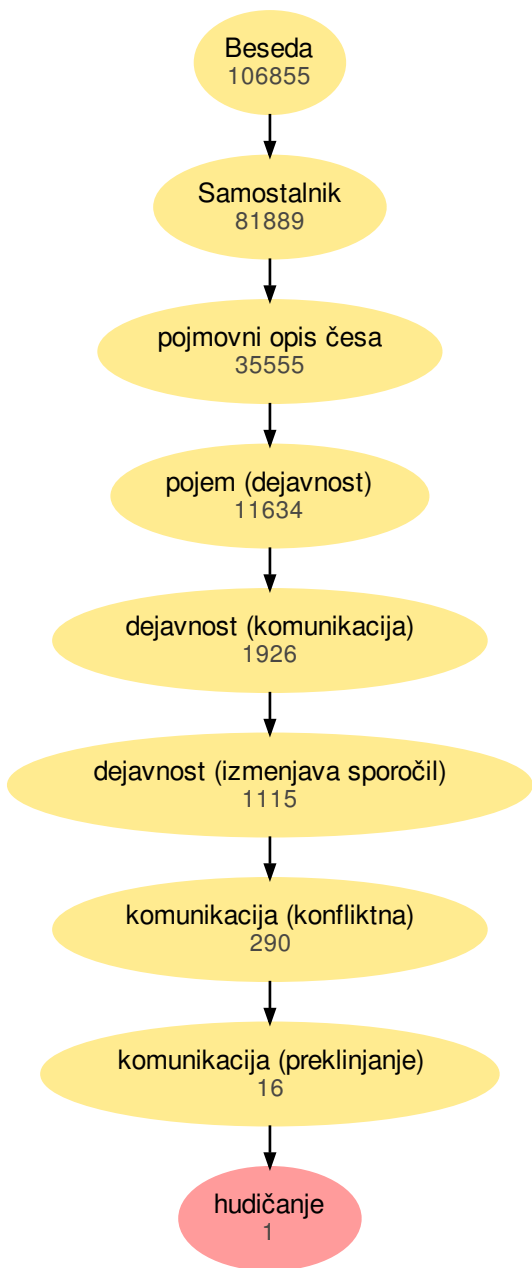 Beseda
106855
Samostalnik
81889
pojmovni opis česa
35555
pojem (dejavnost)
11634
dejavnost (komunikacija)
1926
dejavnost (izmenjava sporočil)
1115
komunikacija (konfliktna)
290
komunikacija (preklinjanje)
16
hudičanje
1